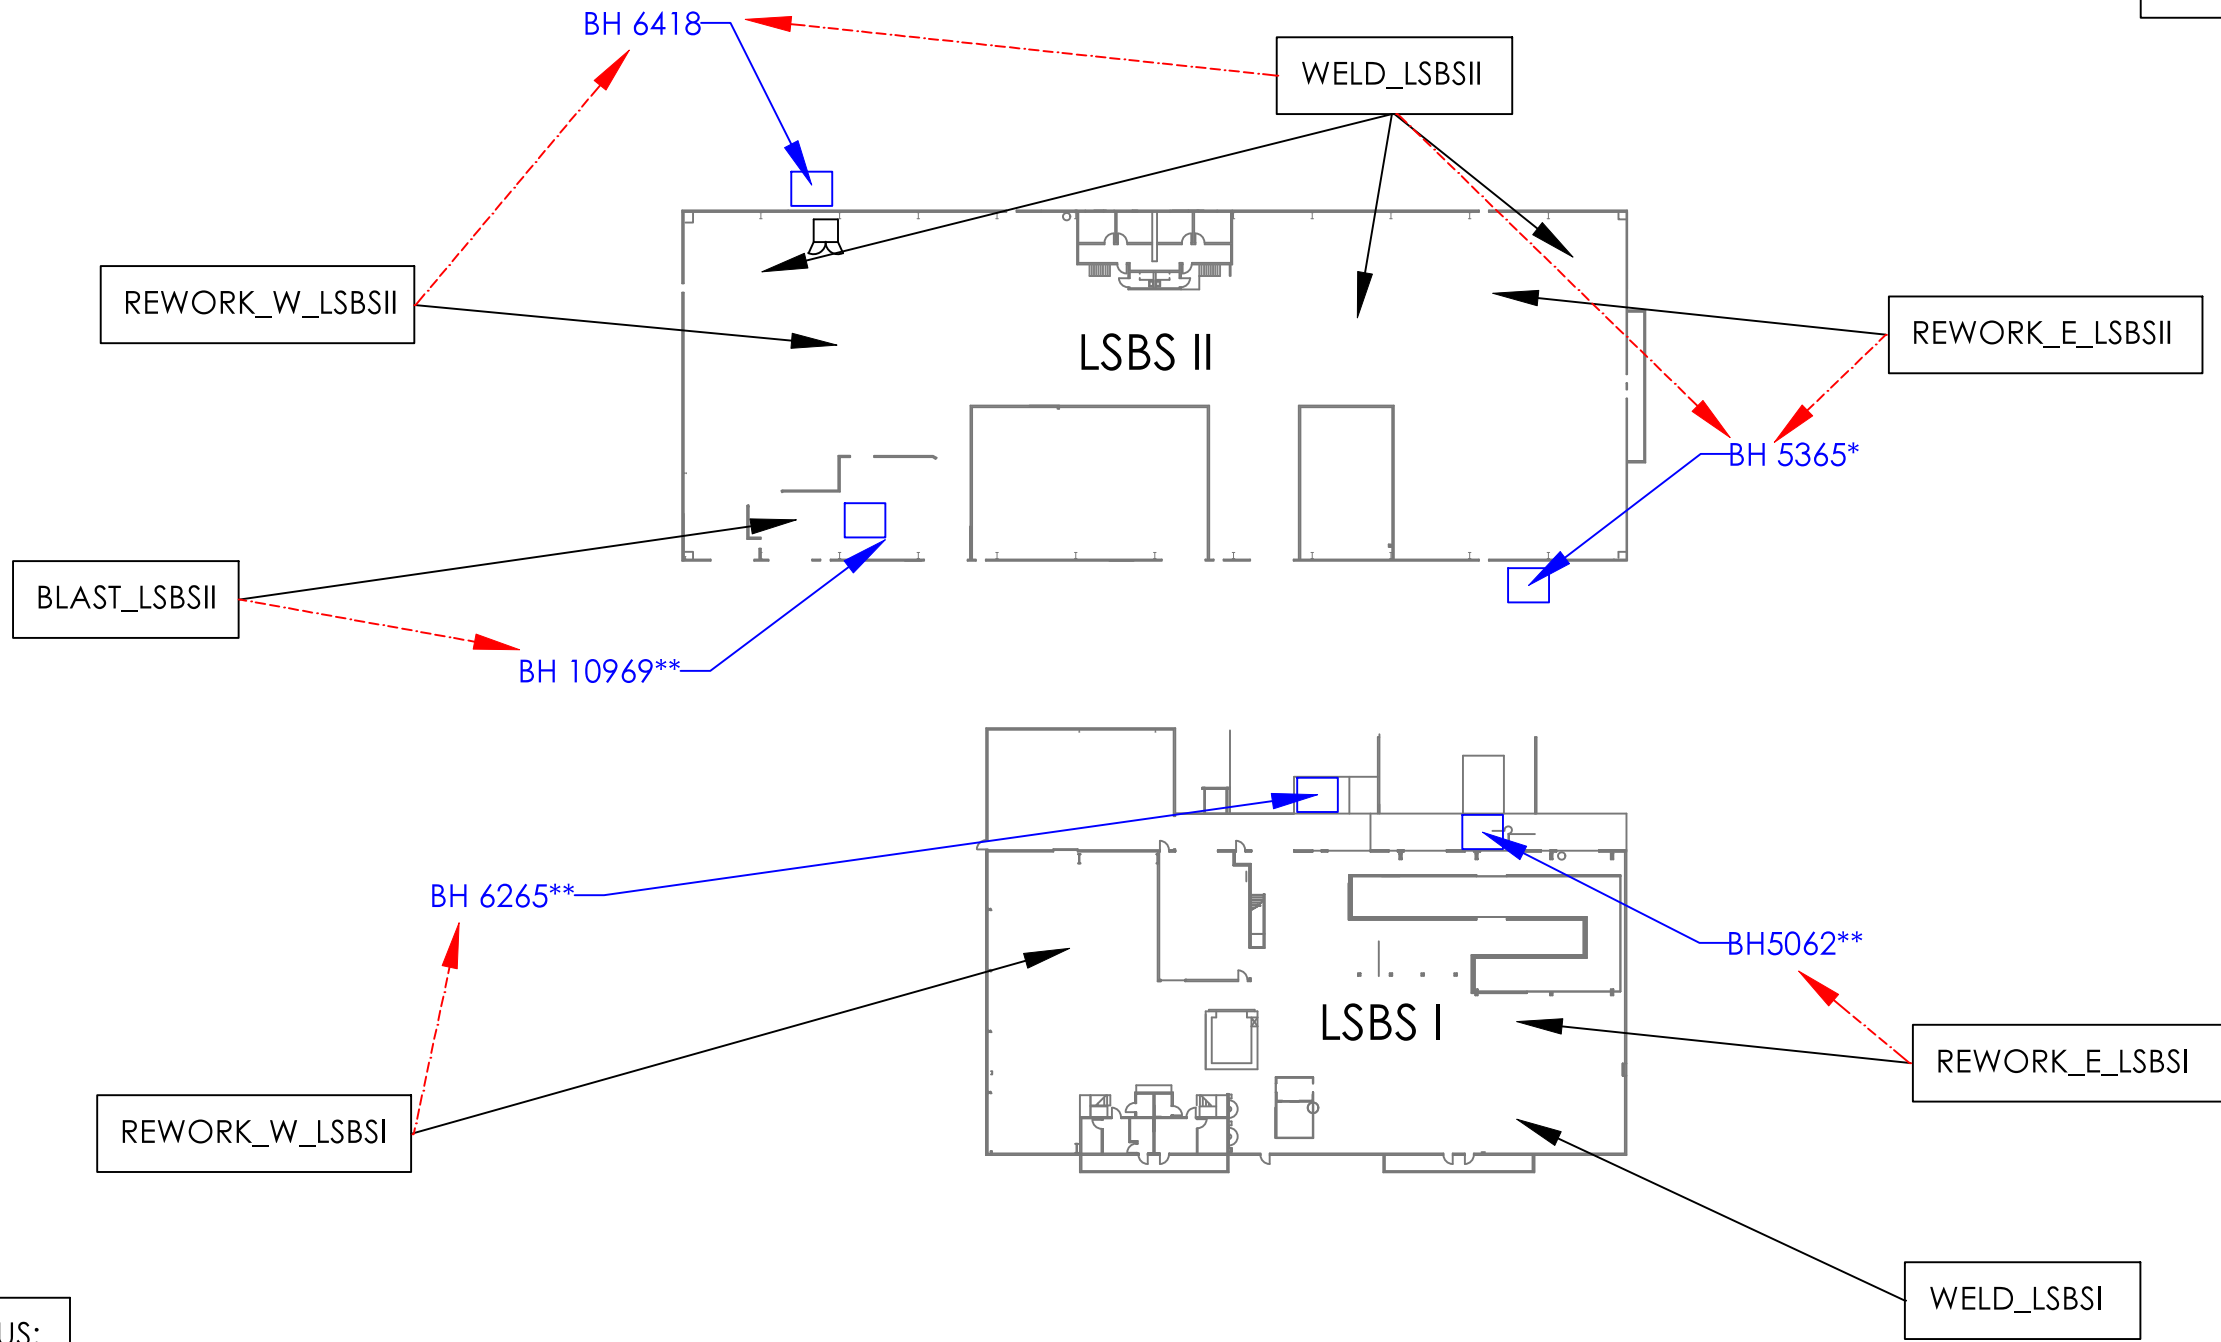 BH 6418
WELD_LSBSII
REWORK_W_LSBSII
LSBS II
REWORK_E_LSBSII
BH 5365*
BLAST_LSBSII
BH 10969**
BH 6265**
BH5062**
LSBS I
REWORK_E_LSBSI
REWORK_W_LSBSI
WELD_LSBSI
US: